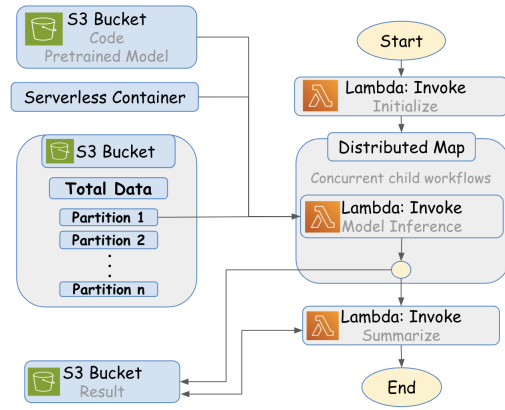 S3 Bucket
Code
Pretrained Model
Serverless Container
S3 Bucket
Total Data
Partition 1
Partition 2
Partition n
S3 Bucket
Result
Start
Lambda: Invoke
Initialize
Distributed Map
Concurrent child workflows
Lambda: Invoke
Model Inference
Lambda: Invoke
Summarize
End